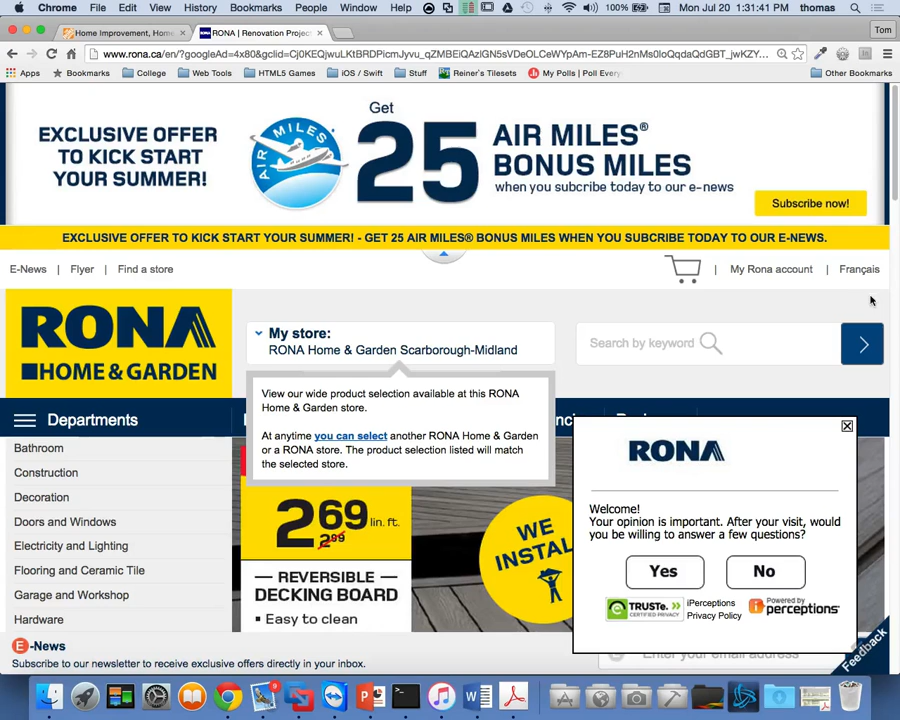 Chrome File Edit View History Bookmarks People Window Help 100% Mon Jul 20 1:31:41 PM thomas
Home Improvement, Hom RONA | Renovation Projec Tom
www.rona.ca/en/?googleAd=4x80&gclid=
Apps Bookmarks College Web Tools HTML5 Games iOS / Swift Stuff Reiner's Tilesets My Polls | Poll Every Other Bookmarks
EXCLUSIVE OFFER
TO KICK START
YOUR SUMMER!
AIR MILES
Get
25
AIR MILES®
BONUS MILES
when you subcribe today to our e-news
Subscribe now!
EXCLUSIVE OFFER TO KICK START YOUR SUMMER! - GET 25 AIR MILES® BONUS MILES WHEN YOU SUBCRIBE TODAY TO OUR E-NEWS.
E-News | Flyer | Find a store | My Rona account | Français
RONA
HOME & GARDEN
My store:
RONA Home & Garden Scarborough-Midland
Search by keyword
View our wide product selection available at this RONA
Home & Garden store.
At anytime you can select another RONA Home & Garden
or a RONA store. The product selection listed will match
the selected store.
Departments
Bathroom
Construction
Decoration
Doors and Windows
Electricity and Lighting
Flooring and Ceramic Tile
Garage and Workshop
Hardware
2 69 lin. ft.
2 99
REVERSIBLE
DECKING BOARD
Easy to clean
WE
INSTAL
RONA
Welcome!
Your opinion is important. After your visit, would
you be willing to answer a few questions?
Yes No
TRUSTe
CERTIFIED PRIVACY
iPerceptions
Privacy Policy
Powered by
iperceptions
E-News
Subscribe to our newsletter to receive exclusive offers directly in your inbox.
Enter your email address
Feedback
9